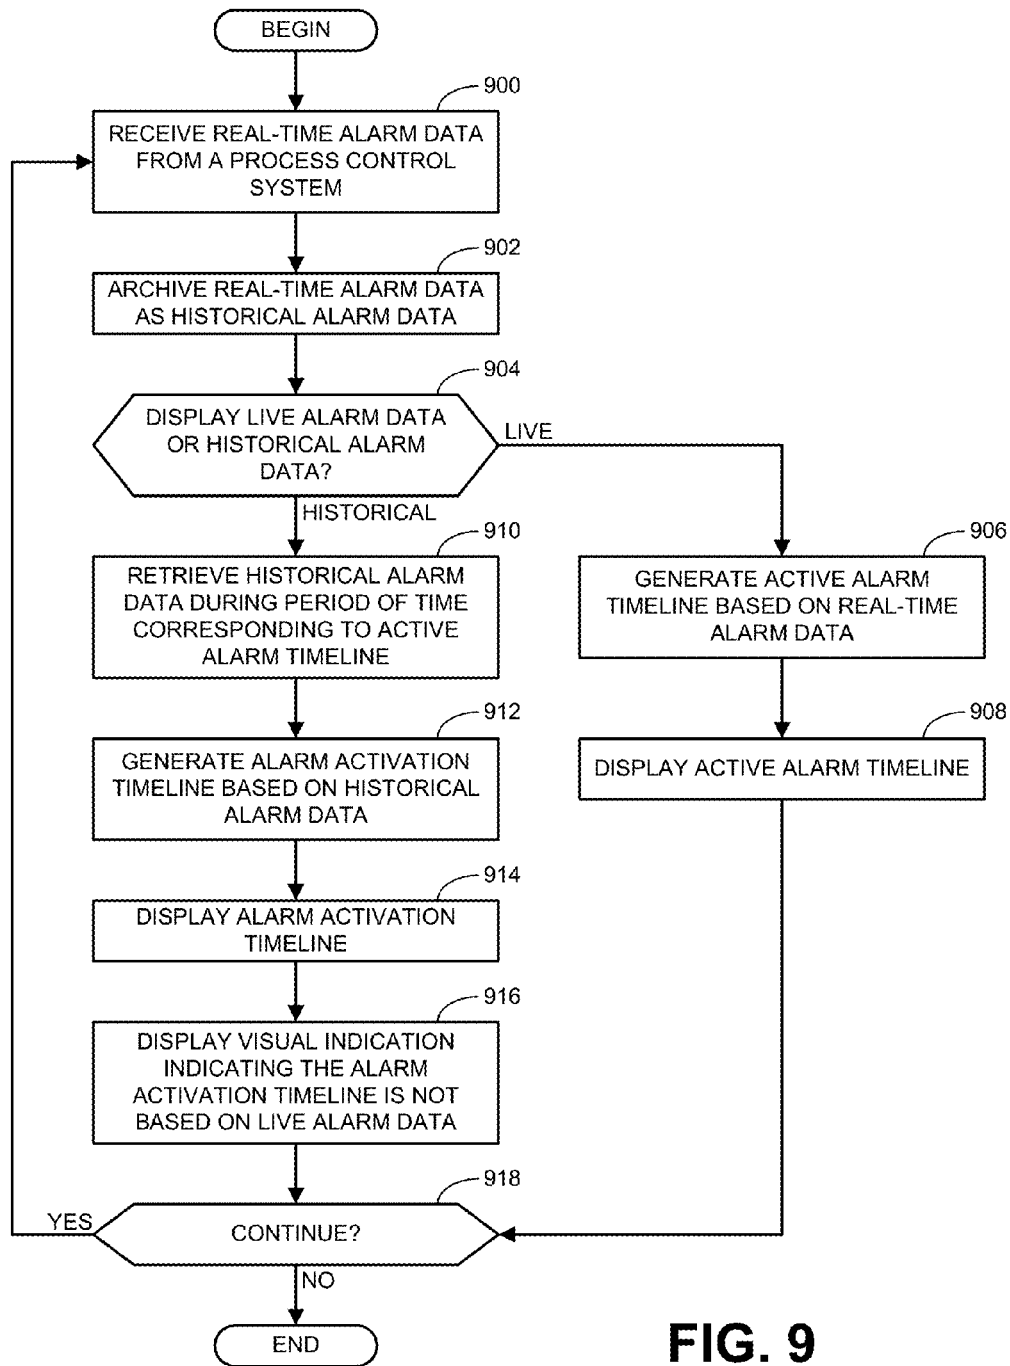 BEGIN
900
RECEIVE REAL-TIME ALARM DATA
FROM A PROCESS CONTROL
SYSTEM
902
ARCHIVE REAL-TIME ALARM DATA
AS HISTORICAL ALARM DATA
904
DISPLAY LIVE ALARM DATA
OR HISTORICAL ALARM
DATA?
LIVE
HISTORICAL
910
RETRIEVE HISTORICAL ALARM
DATA DURING PERIOD OF TIME
CORRESPONDING TO ACTIVE
ALARM TIMELINE
906
GENERATE ACTIVE ALARM
TIMELINE BASED ON REAL-TIME
ALARM DATA
912
GENERATE ALARM ACTIVATION
TIMELINE BASED ON HISTORICAL
ALARM DATA
908
DISPLAY ACTIVE ALARM TIMELINE
914
DISPLAY ALARM ACTIVATION
TIMELINE
916
DISPLAY VISUAL INDICATION
INDICATING THE ALARM
ACTIVATION TIMELINE IS NOT
BASED ON LIVE ALARM DATA
918
YES
CONTINUE?
NO
END
FIG. 9